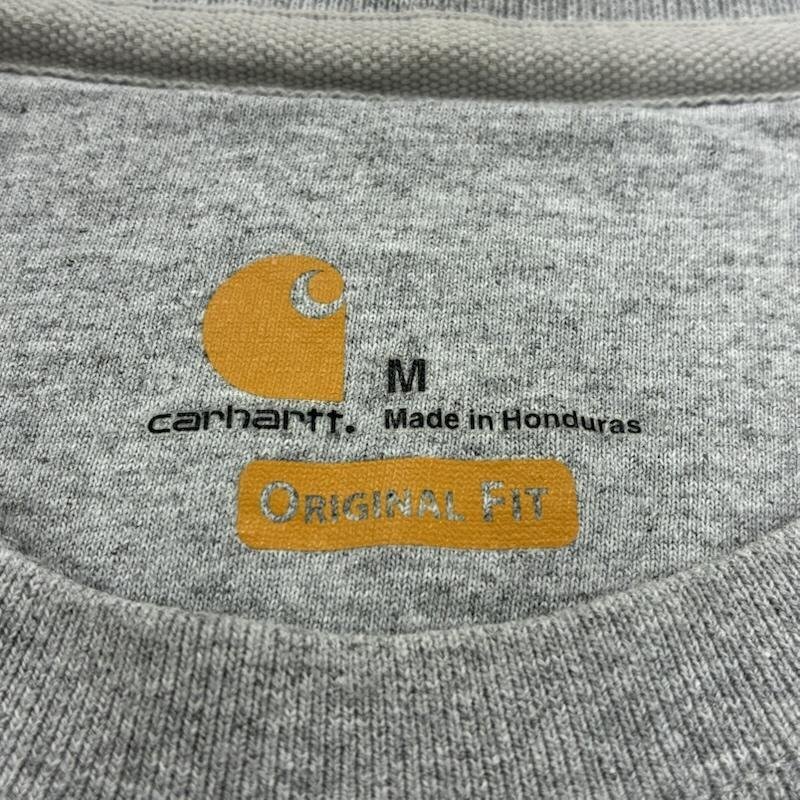 M
carhartt. Made in Honduras
ORIGINAL FIT